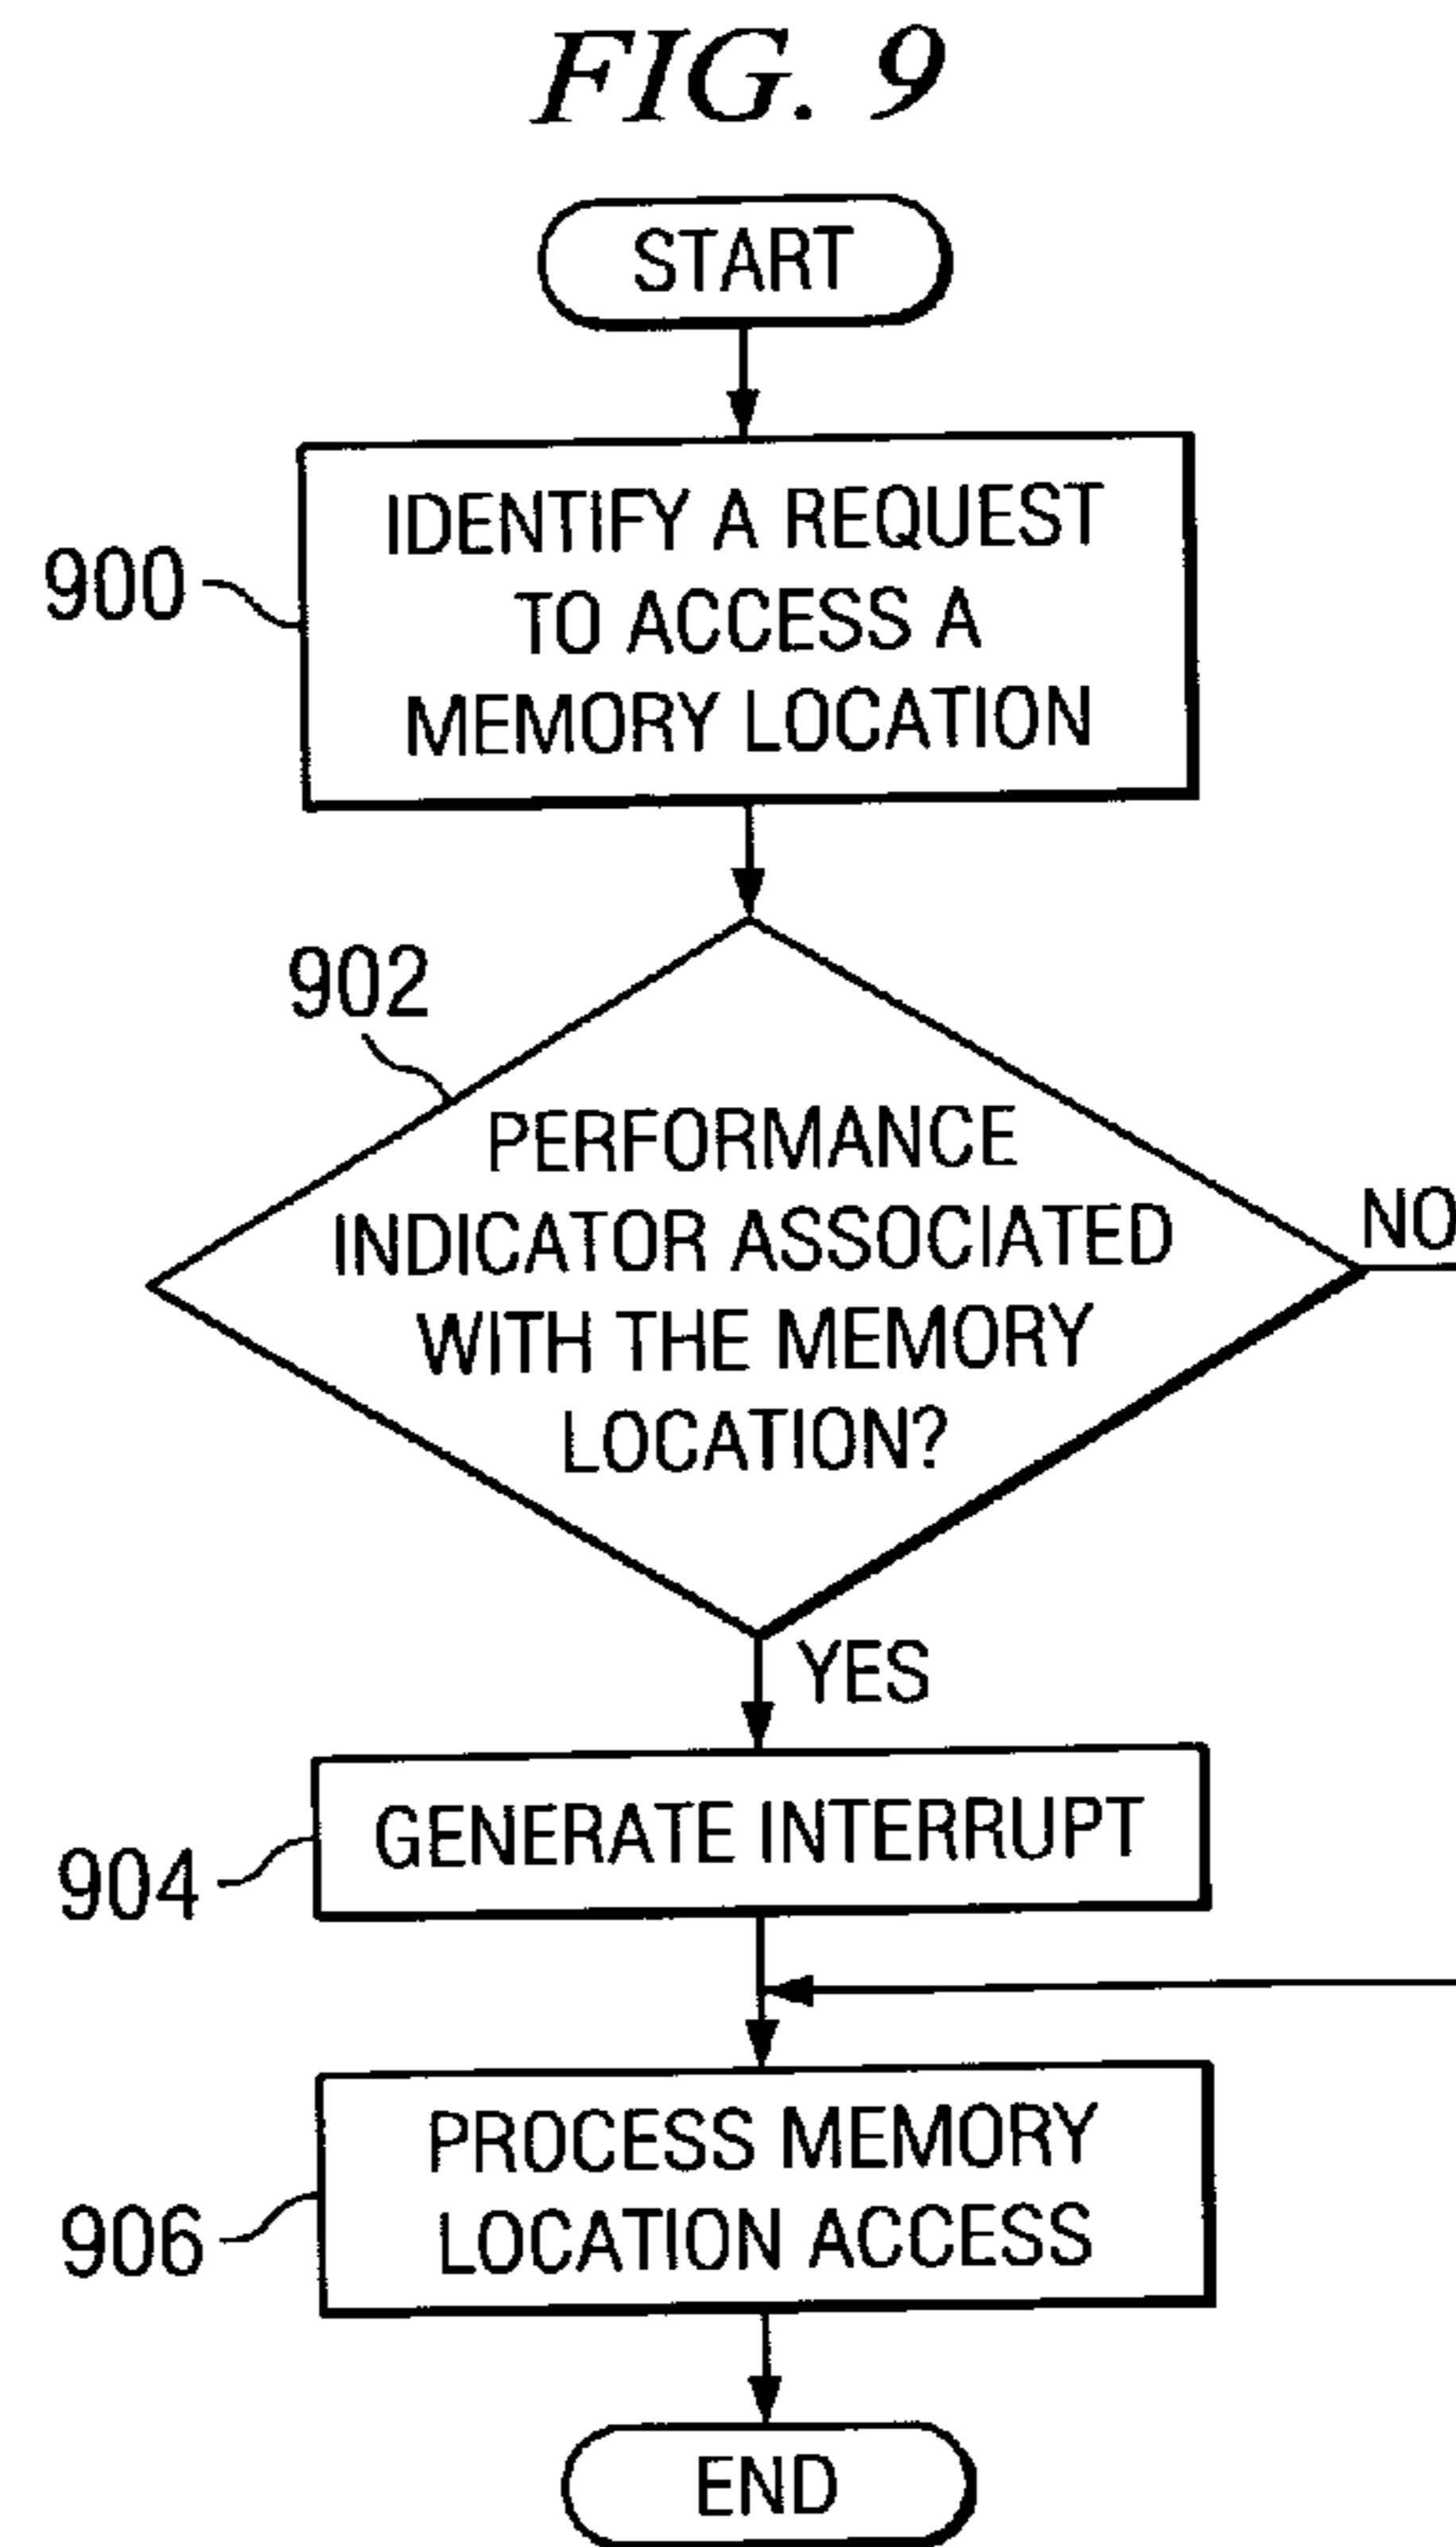 FIG. 9
START
900
IDENTIFY A REQUEST
TO ACCESS A
MEMORY LOCATION
902
PERFORMANCE
INDICATOR ASSOCIATED
WITH THE MEMORY
LOCATION?
NO
YES
904
GENERATE INTERRUPT
906
PROCESS MEMORY
LOCATION ACCESS
END